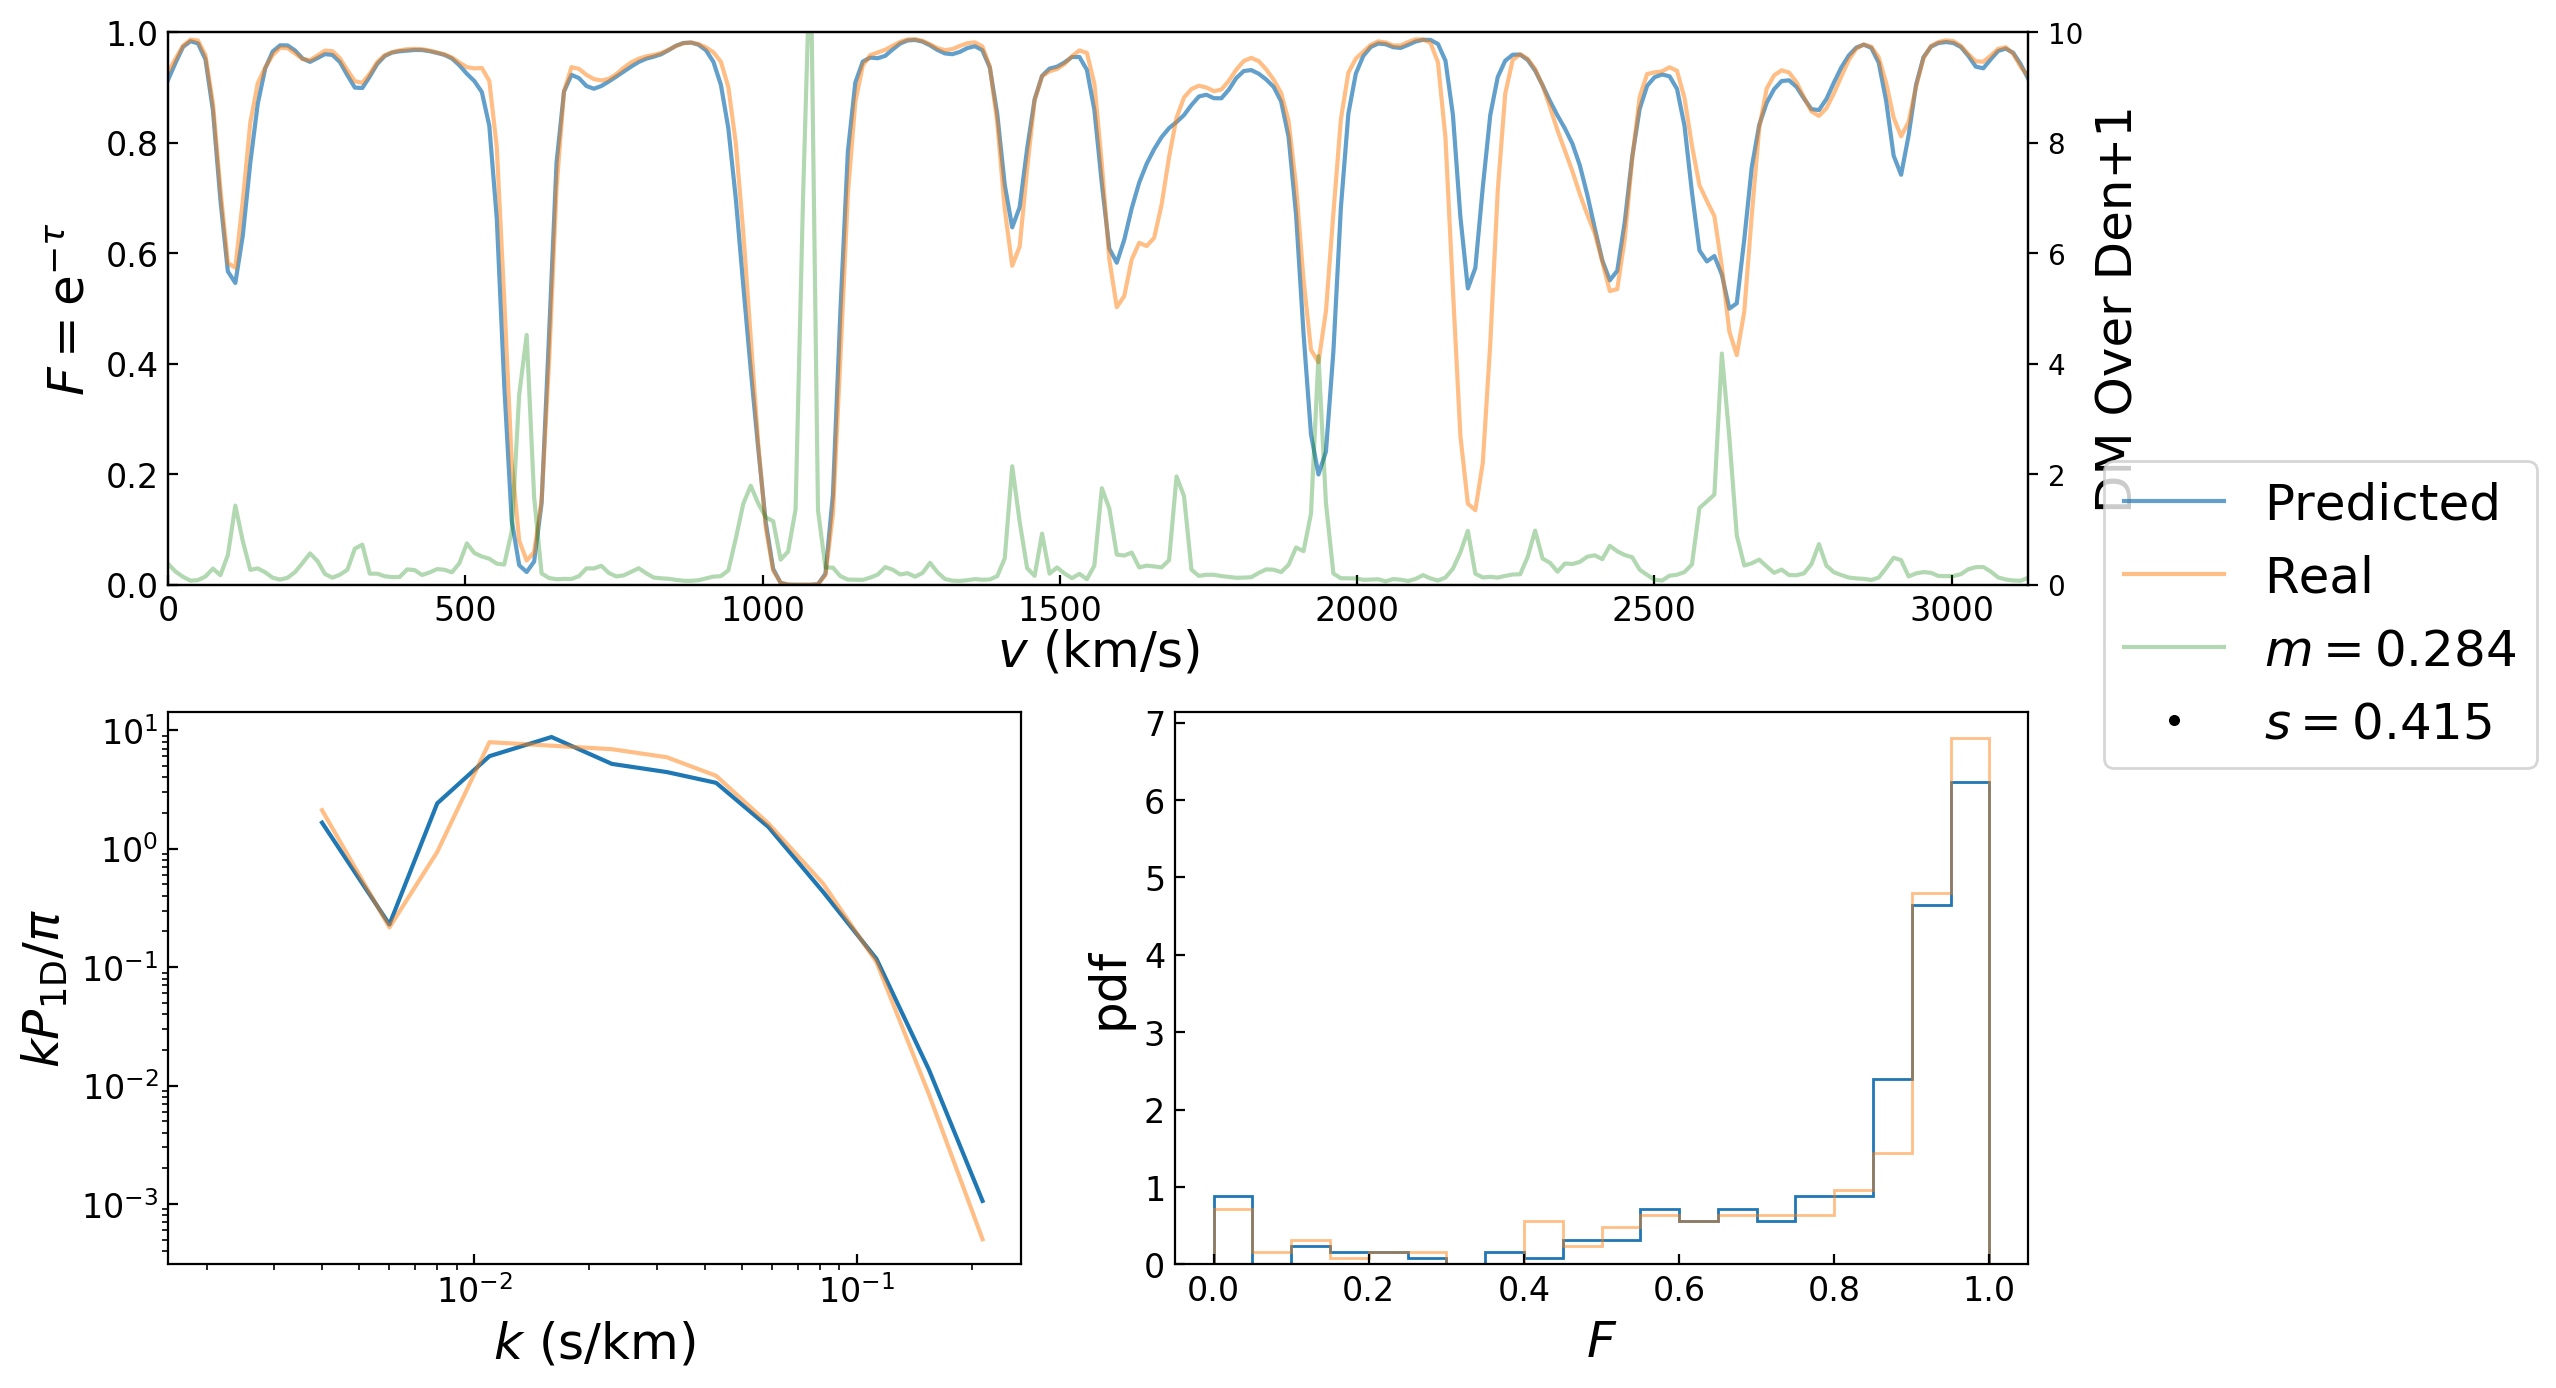 1.0
0.8
0.6
0.4
0.2
0.0
F = e^{-τ}
10
8
6
4
2
0
DM Over Den+1
0 500 1000 1500 2000 2500 3000
v (km/s)
Predicted
Real
m = 0.284
s = 0.415
10^1
10^0
10^{-1}
10^{-2}
10^{-3}
kP_{1D}/π
10^{-2} 10^{-1}
k (s/km)
7
6
5
4
3
2
1
0
pdf
0.0 0.2 0.4 0.6 0.8 1.0
F